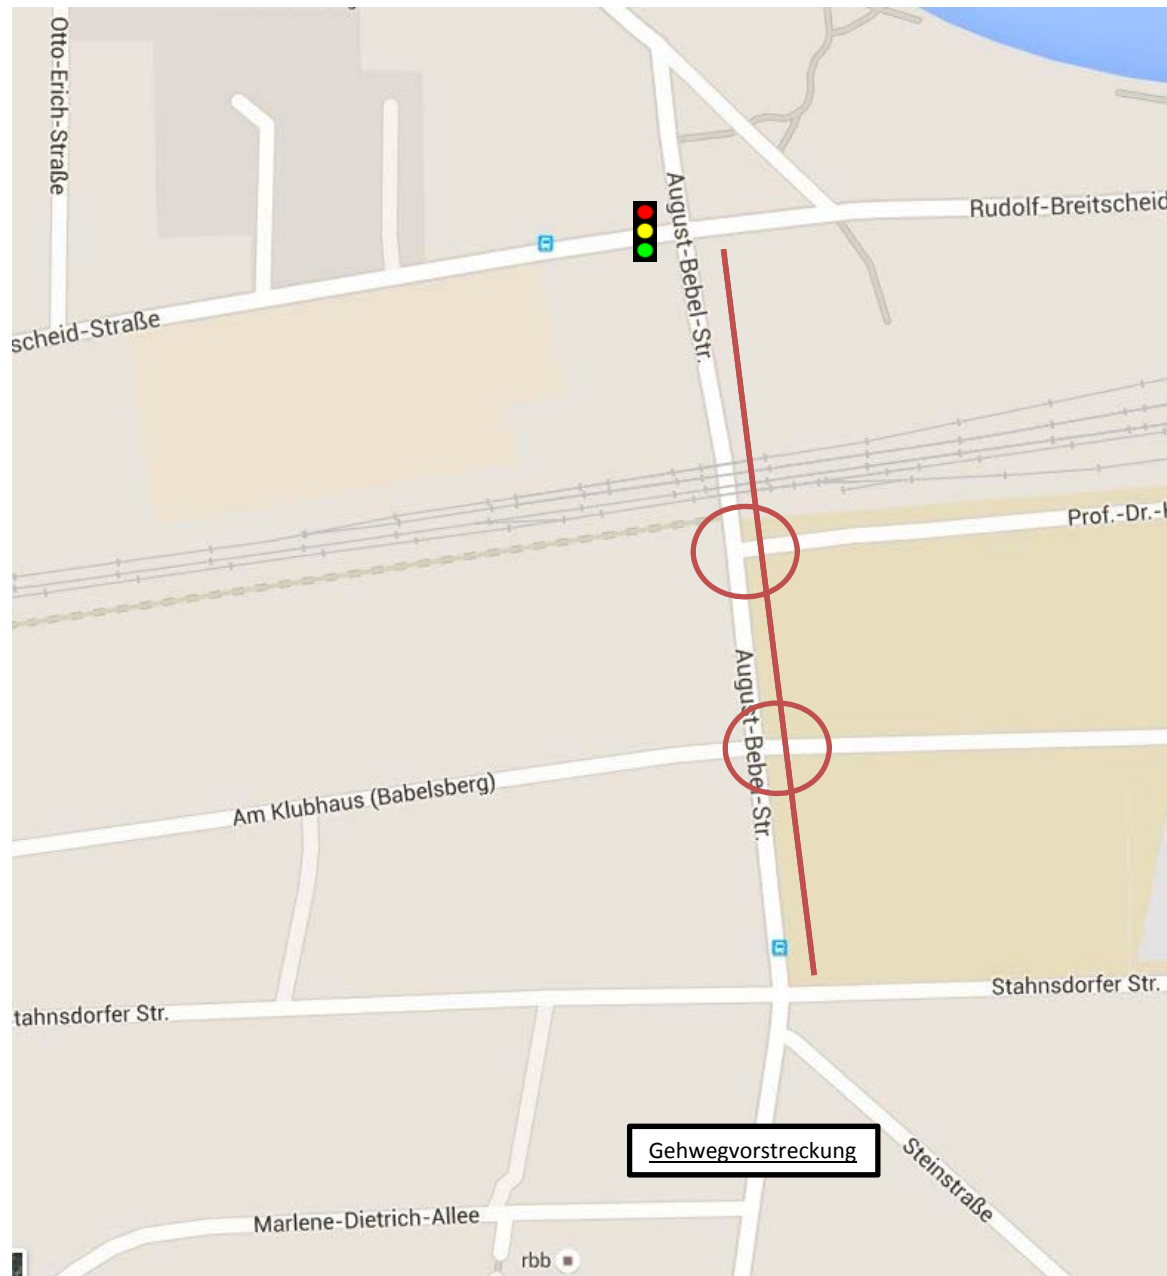 Otto-Erich-Straße
August-Bebel-Str.
Rudolf-Breitscheid
scheid-Straße
Prof.-Dr.-
August-Bebel-Str.
Am Klubhaus (Babelsberg)
Stahnsdorfer Str.
tahnsdorfer Str.
Gehwegvorstreckung
Steinstraße
Marlene-Dietrich-Allee
rbb